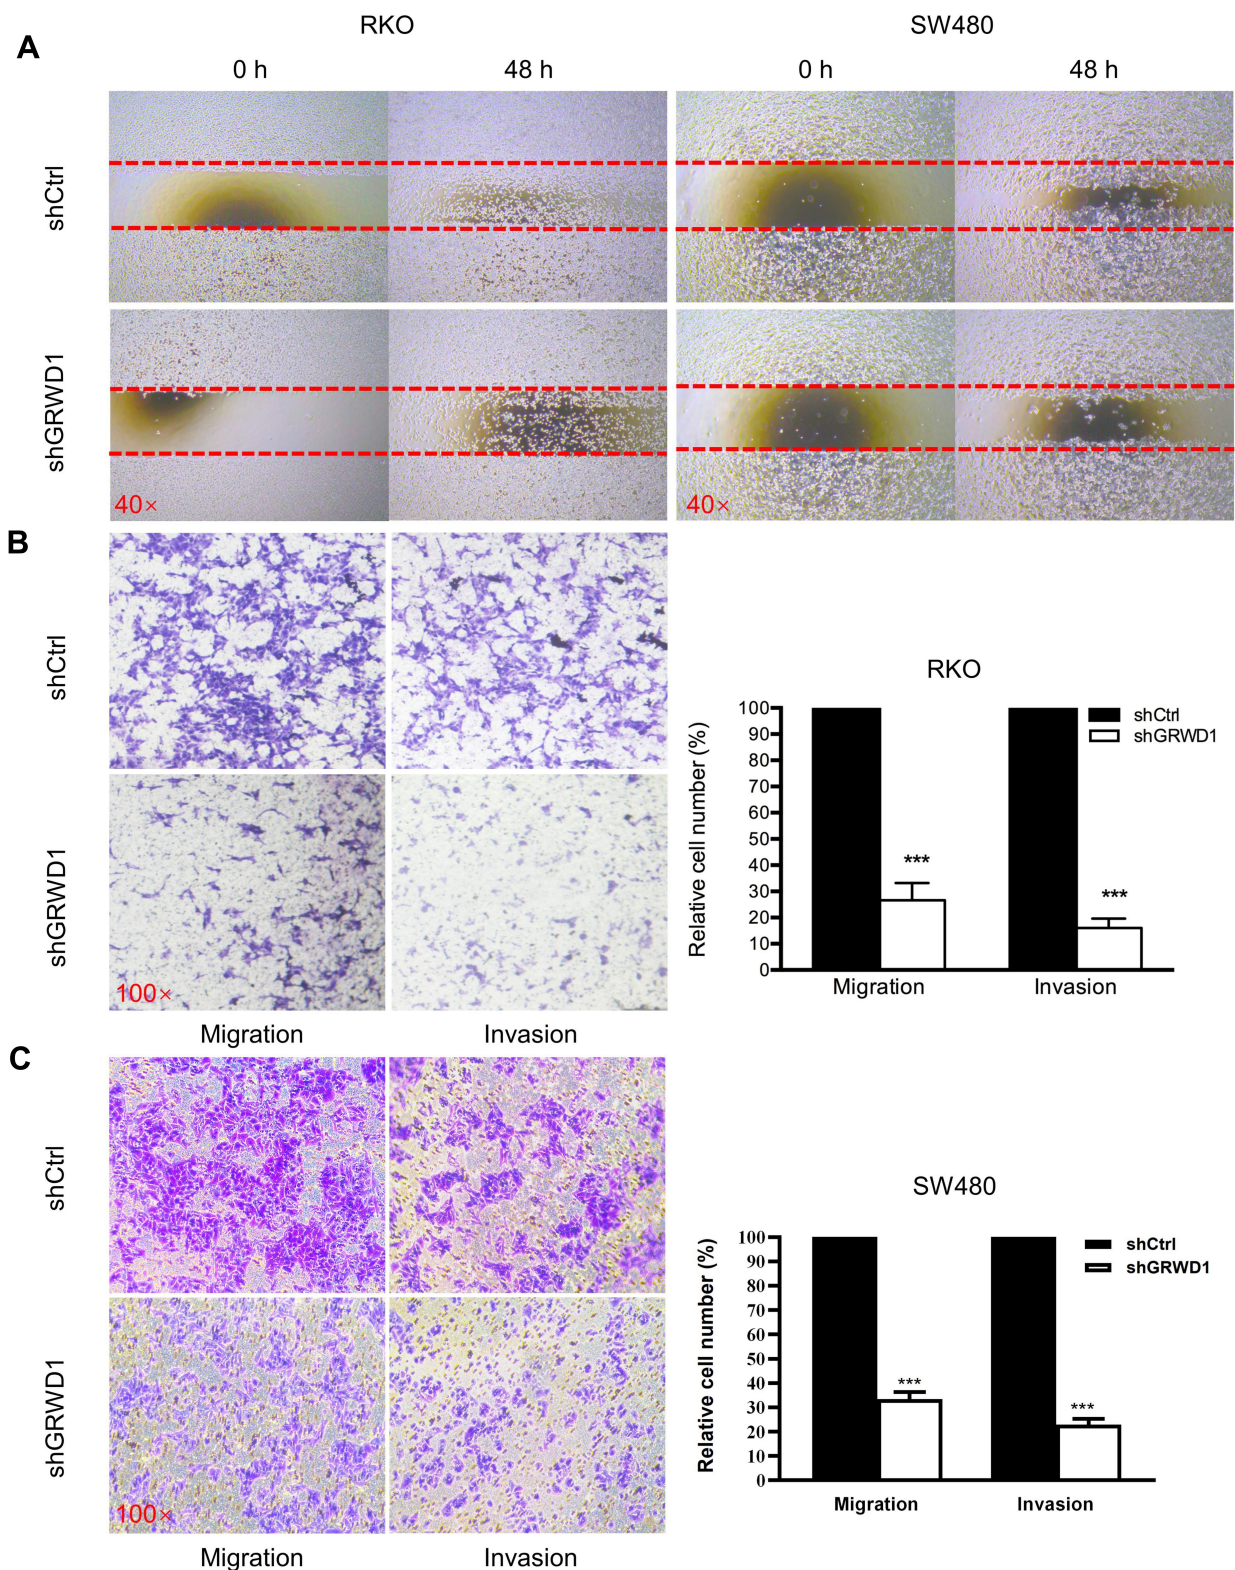 A
RKO
SW480
0 h
48 h
0 h
48 h
shCtrl
shGRWD1
40×
40×
B
shCtrl
shGRWD1
100×
Migration
Invasion
RKO
Relative cell number (%)
100
90
80
70
60
50
40
30
20
10
0
shCtrl
shGRWD1
***
***
Migration
Invasion
C
shCtrl
shGRWD1
100×
Migration
Invasion
SW480
Relative cell number (%)
100
90
80
70
60
50
40
30
20
10
0
shCtrl
shGRWD1
***
***
Migration
Invasion